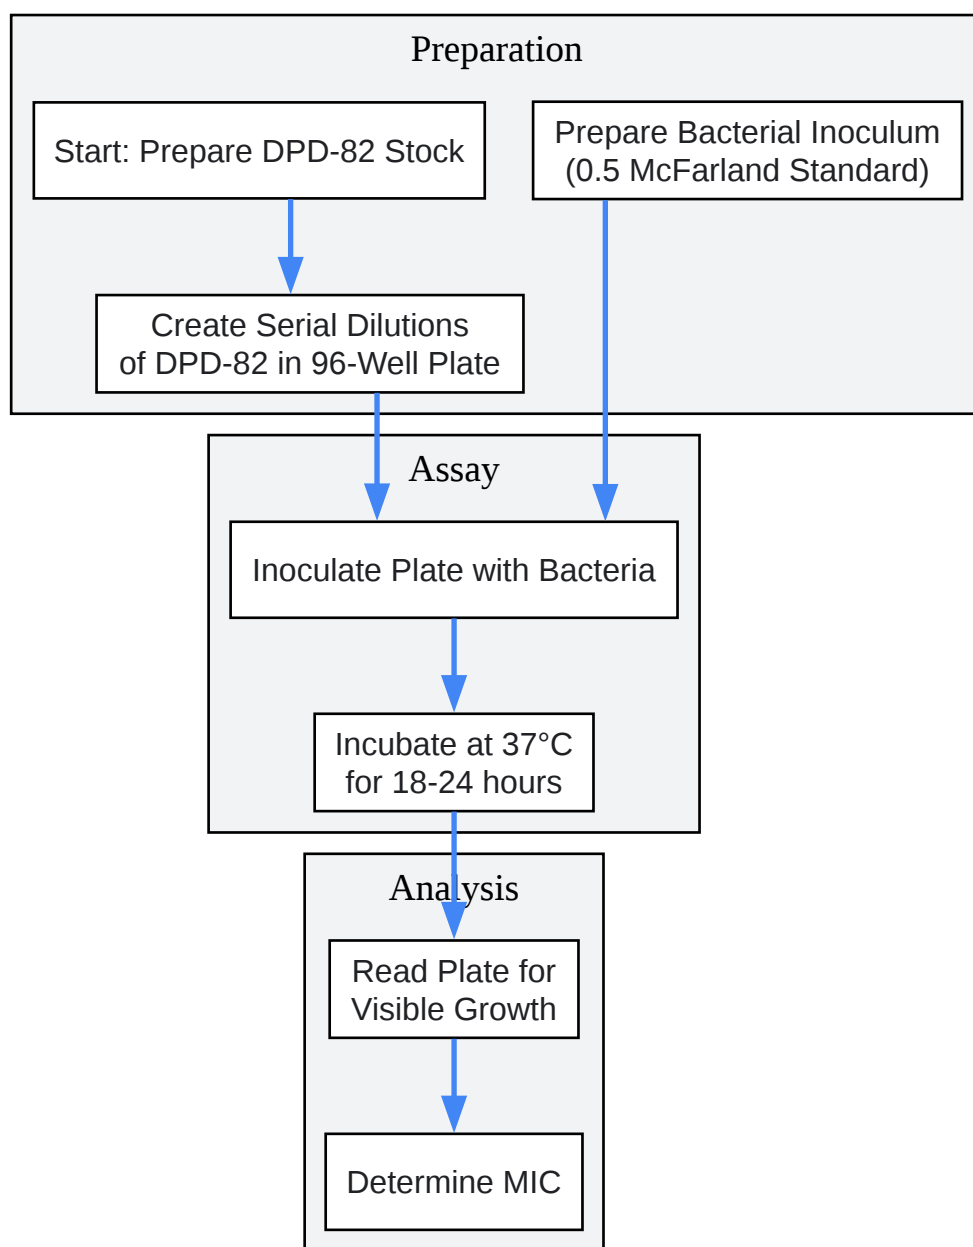 Preparation
Start: Prepare DPD-82 Stock
Prepare Bacterial Inoculum
(0.5 McFarland Standard)
Create Serial Dilutions
of DPD-82 in 96-Well Plate
Assay
Inoculate Plate with Bacteria
Incubate at 37°C
for 18-24 hours
Analysis
Read Plate for
Visible Growth
Determine MIC